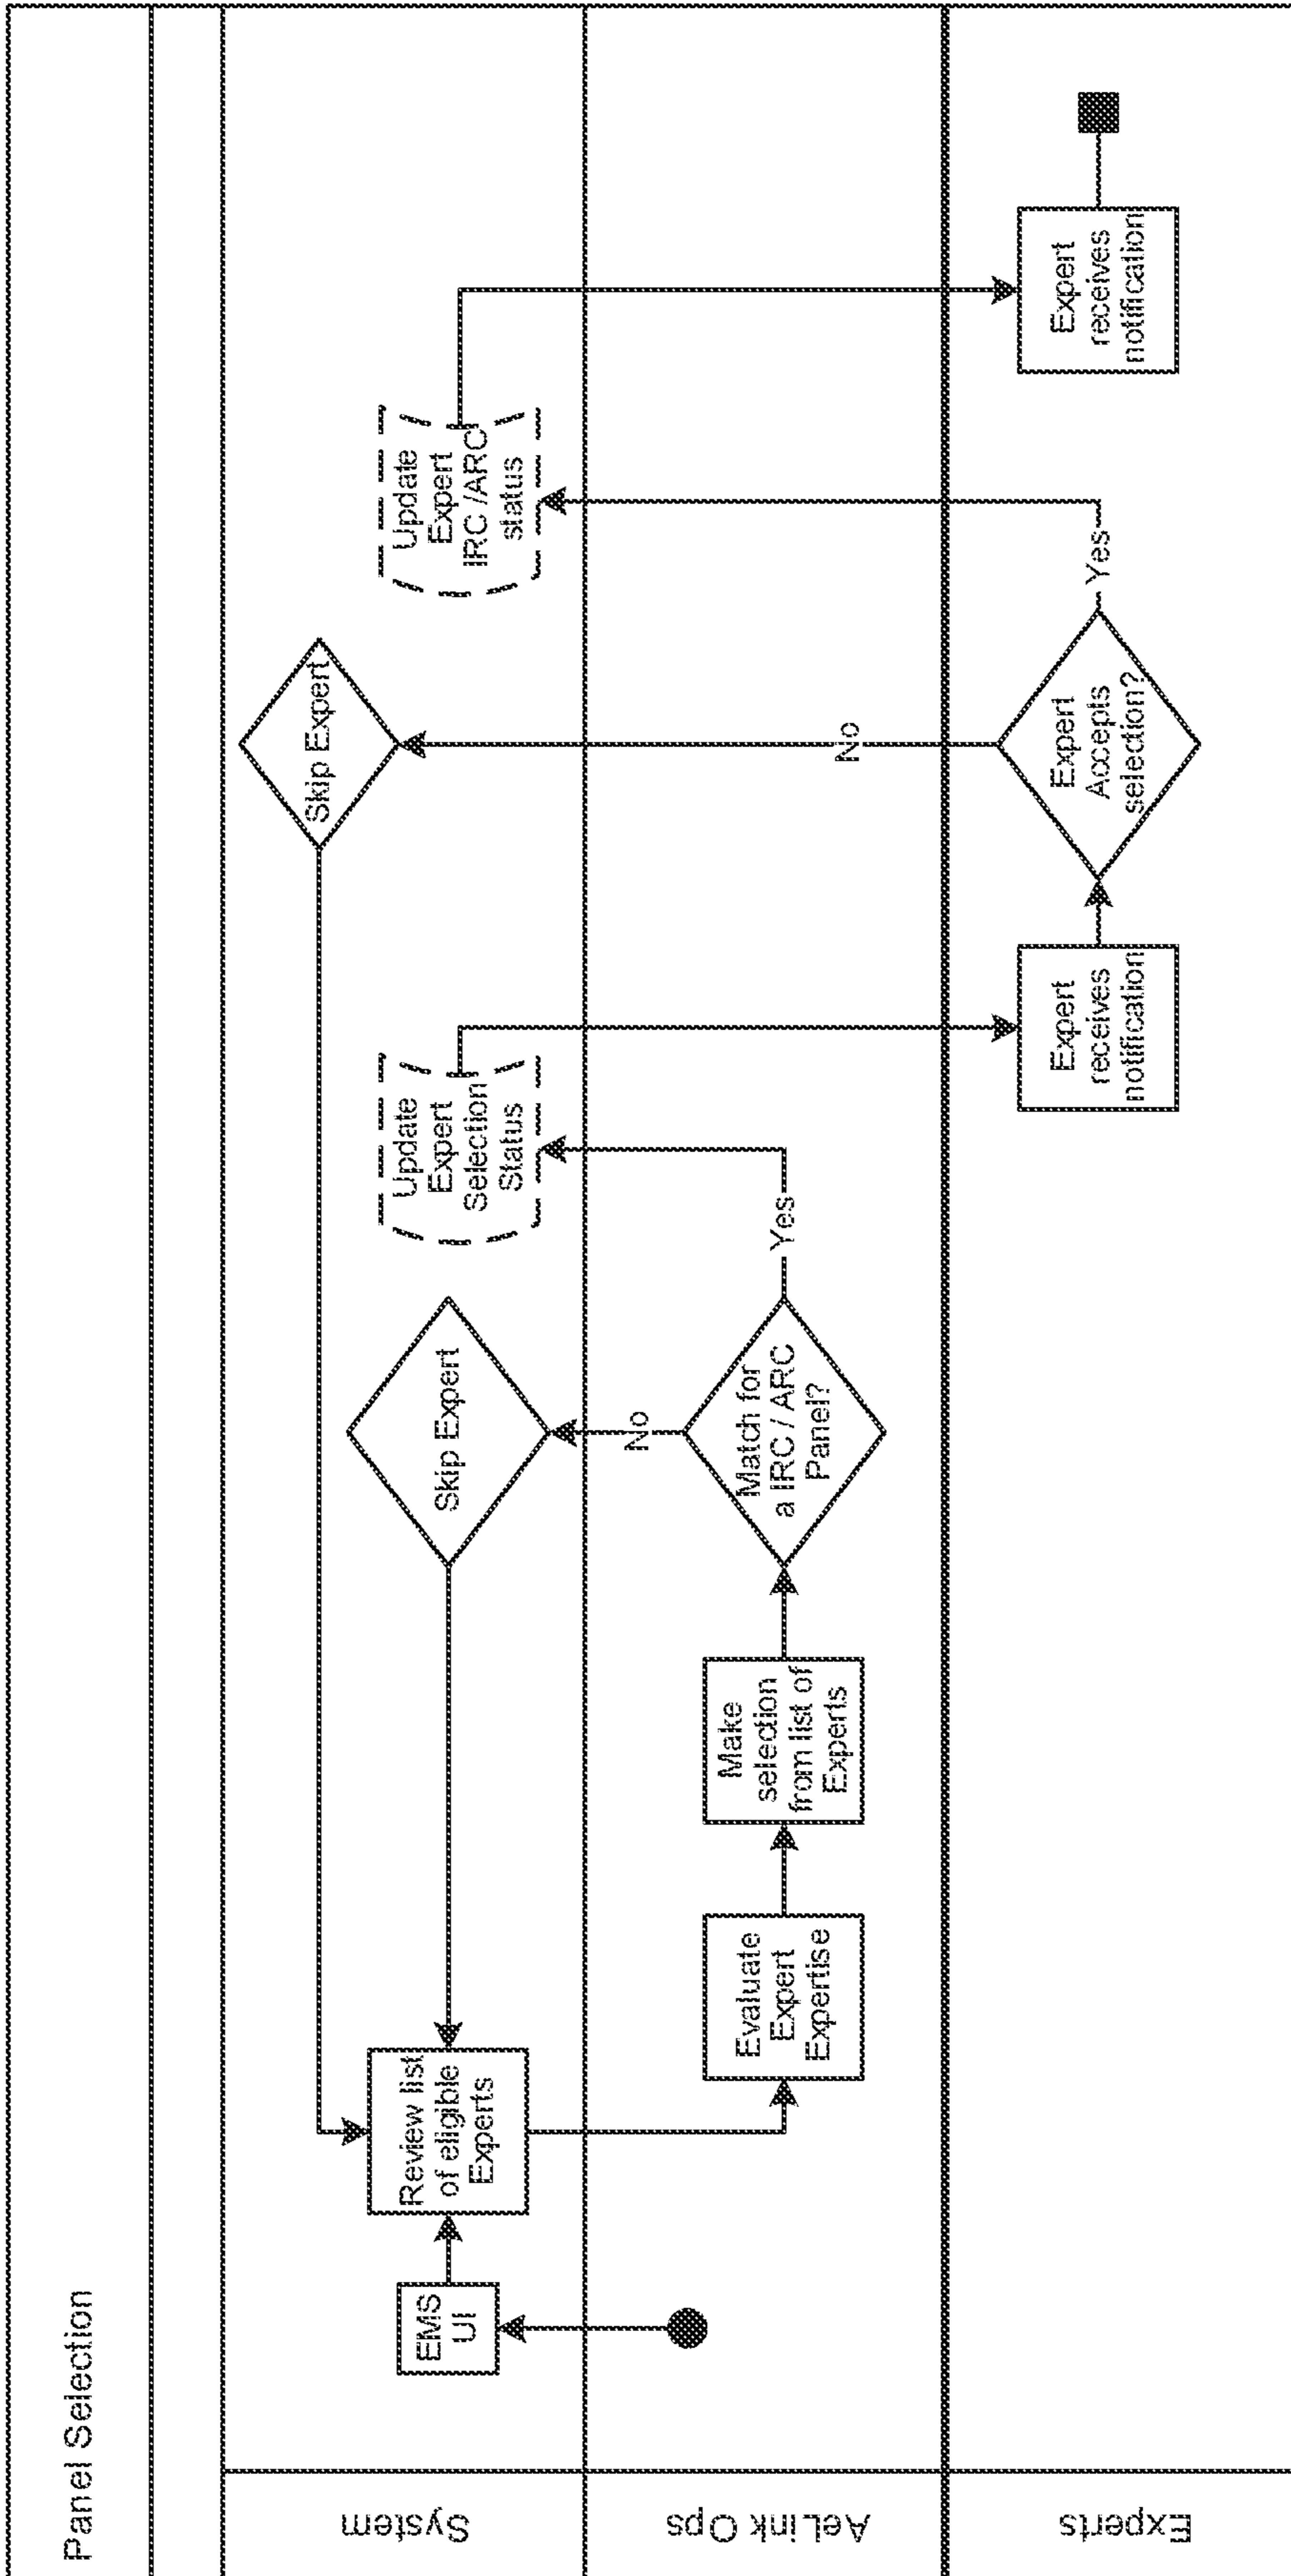 Panel Selection
System
EMS
UI
Review list
of eligible
Experts
Skip Expert
Update
Expert
Selection
Status
Skip Expert
Update
Expert
IRC /ARC
status
AeLink Ops
Evaluate
Expert
Expertise
Make
selection
from list of
Experts
Match for
a IRC / ARC
Panel?
No
Yes
No
Experts
Expert
receives
notification
Expert
Accepts
selection?
Yes
Expert
receives
notification